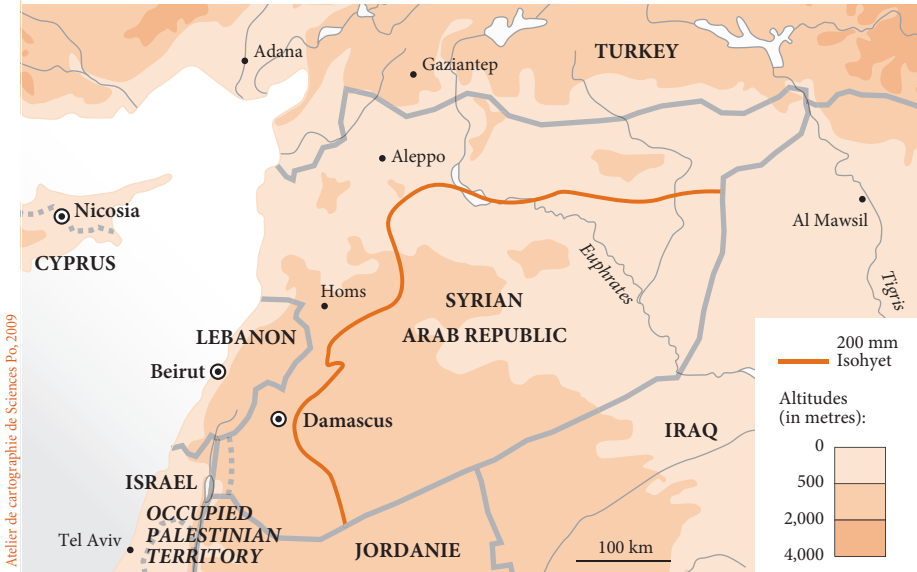 Adana
Gaziantep
TURKEY
Aleppo
Nicosia
CYPRUS
Al Mawsil
Euphrates
Tigris
Homs
SYRIAN
ARAB REPUBLIC
LEBANON
Beirut
Damascus
IRAQ
ISRAEL
OCCUPIED
PALESTINIAN
TERRITORY
Tel Aviv
JORDANIE
100 km
200 mm
Isohyet
Altitudes
(in metres):
0
500
2,000
4,000
Atelier de cartographie de Sciences Po, 2009